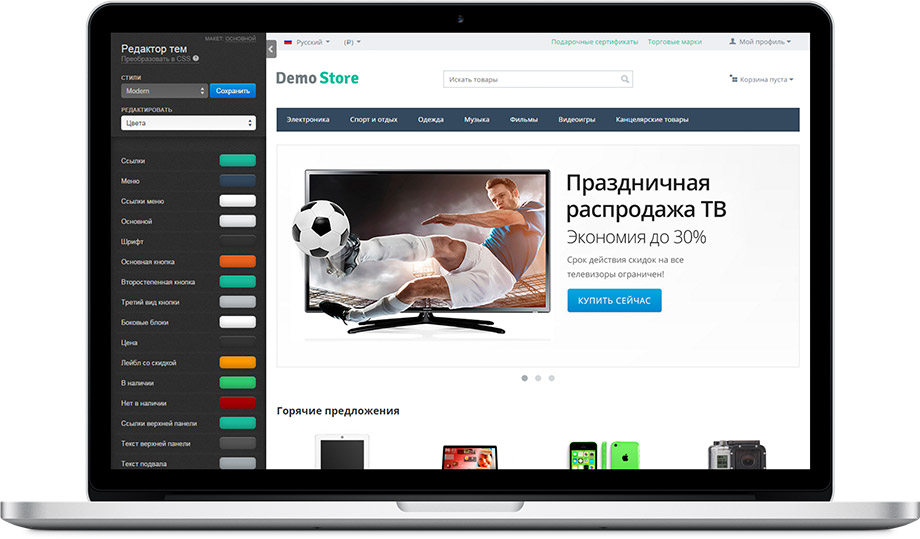 МАКЕТ: ОСНОВНОЙ
Редактор тем
Преобразовать в CSS ?
СТИЛИ
Modern
Сохранить
РЕДАКТИРОВАТЬ
Цвета
Ссылки
Меню
Ссылки меню
Основной
Шрифт
Основная кнопка
Второстепенная кнопка
Третий вид кнопки
Боковые блоки
Цена
Лейбл со скидкой
В наличии
Нет в наличии
Ссылки верхней панели
Текст верхней панели
Текст подвала
Русский (₽) Подарочные сертификаты Торговые марки Мой профиль
Demo Store
Искать товары
Корзина пуста
Электроника Спорт и отдых Одежда Музыка Фильмы Видеоигры Канцелярские товары
Праздничная
распродажа ТВ
Экономия до 30%
Срок действия скидок на все
телевизоры ограничен!
КУПИТЬ СЕЙЧАС
Горячие предложения